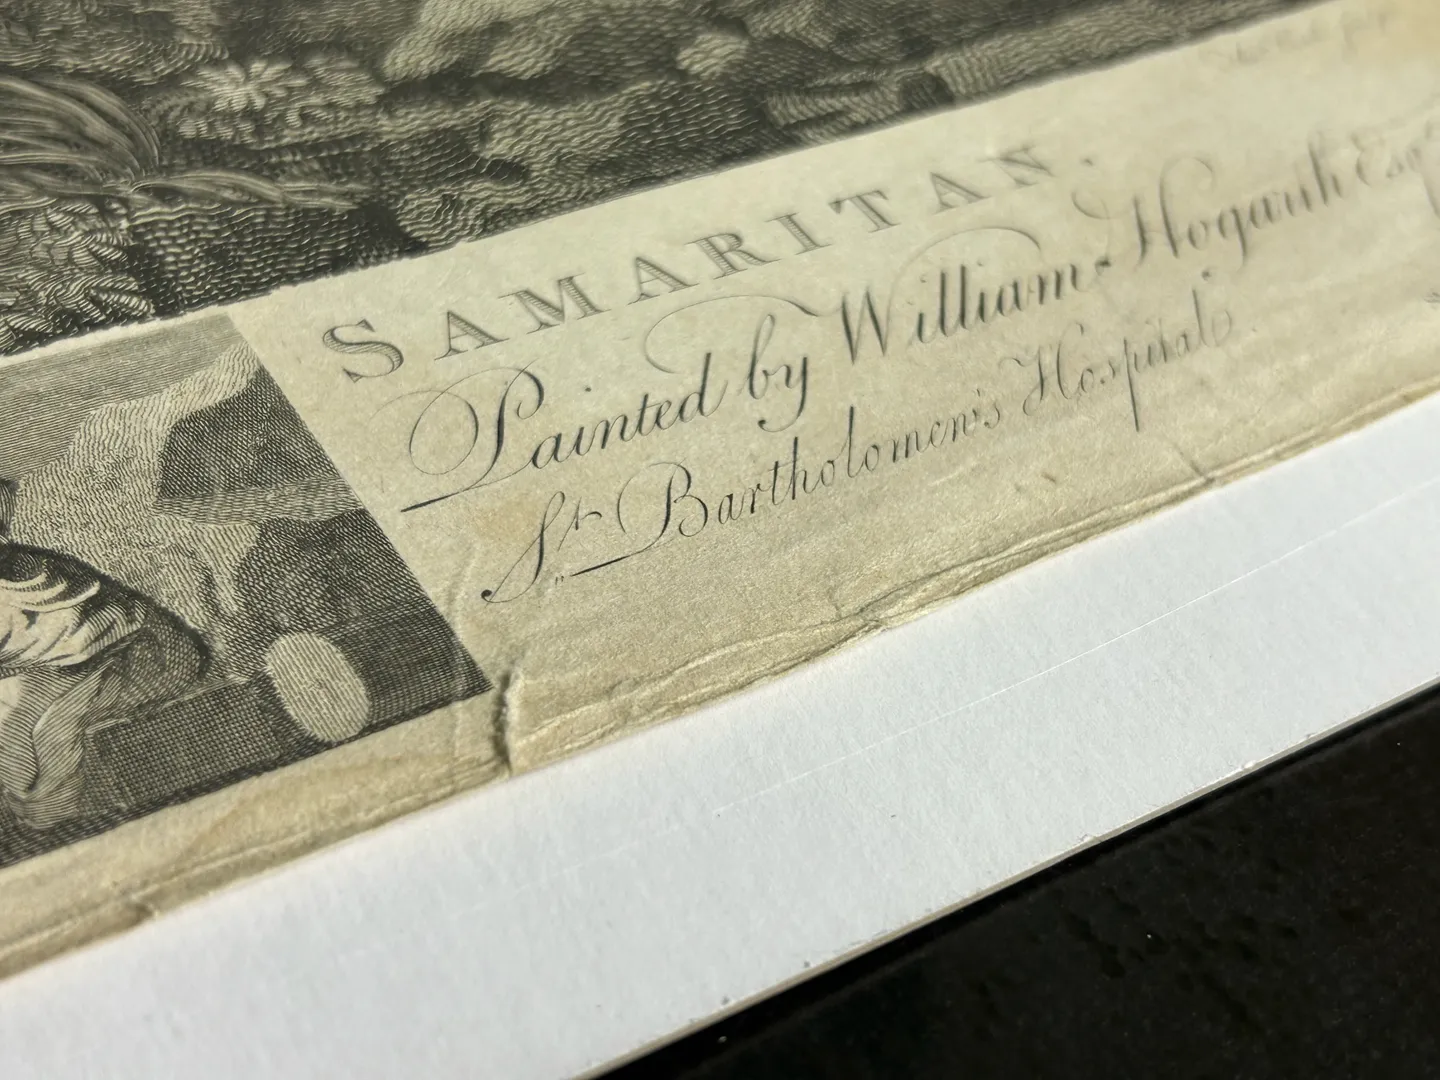 SAMARITAN.
Painted by William Hogarth Esqr
St. Bartholomew's Hospital.